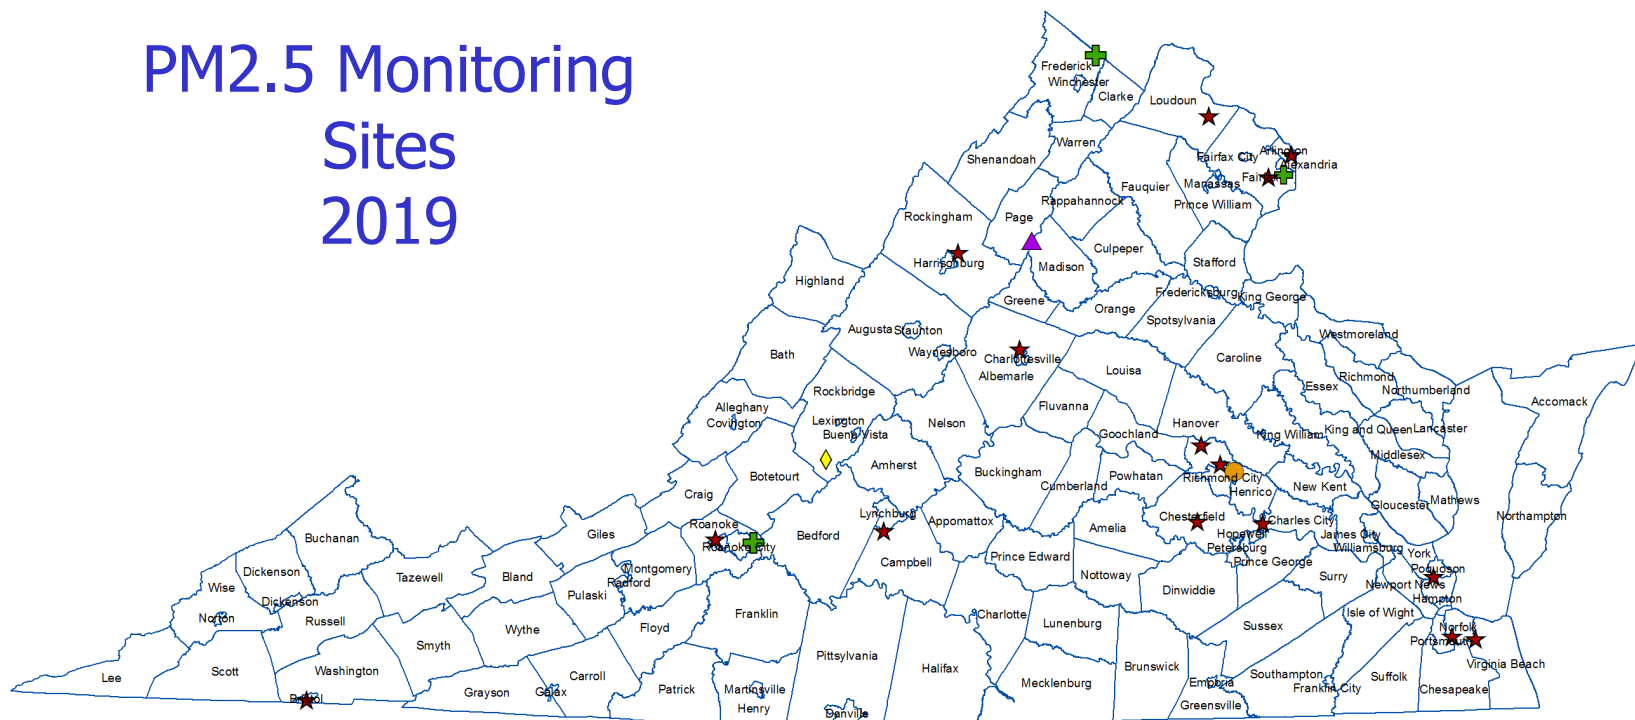 PM2.5 Monitoring
Sites
2019
Frederick
Winchester
Clarke
Loudoun
Warren
Shenandoah
Fairfax City
Arlington
Alexandria
Fairfax
Manassas
Fauquier
Rappahannock
Prince William
Page
Rockingham
Culpeper
Madison
Harrisonburg
Stafford
Highland
Greene
Orange
Fredericksburg
King George
Spotsylvania
Augusta
Staunton
Westmoreland
Waynesboro
Charlottesville
Albemarle
Bath
Caroline
Louisa
Richmond
Essex
Northumberland
Rockbridge
Accomack
Alleghany
Covington
Fluvanna
Lexington
Buena Vista
Nelson
Hanover
Goochland
King William
King and Queen
Lancaster
Middlesex
Amherst
Buckingham
Botetourt
Powhatan
Richmond City
Cumberland
Henrico
New Kent
Craig
Mathews
Gloucester
Lynchburg
Appomattox
Chesterfield
Charles City
Northampton
Roanoke
Roanoke City
Giles
Bedford
Amelia
Hopewell
James City
Buchanan
Petersburg
Williamsburg
Prince Edward
Campbell
Prince George
York
Poquoson
Dickenson
Tazewell
Bland
Montgomery
Radford
Nottoway
Surry
Newport News
Wise
Pulaski
Dinwiddie
Hampton
Dickenson
Norton
Russell
Franklin
Charlotte
Isle of Wight
Lunenburg
Wythe
Floyd
Sussex
Norfolk
Portsmouth
Smyth
Pittsylvania
Virginia Beach
Halifax
Brunswick
Lee
Scott
Washington
Carroll
Southampton
Suffolk
Mecklenburg
Emporia
Franklin City
Chesapeake
Grayson
Galax
Patrick
Martinsville
Henry
Bristol
Greensville
Danville